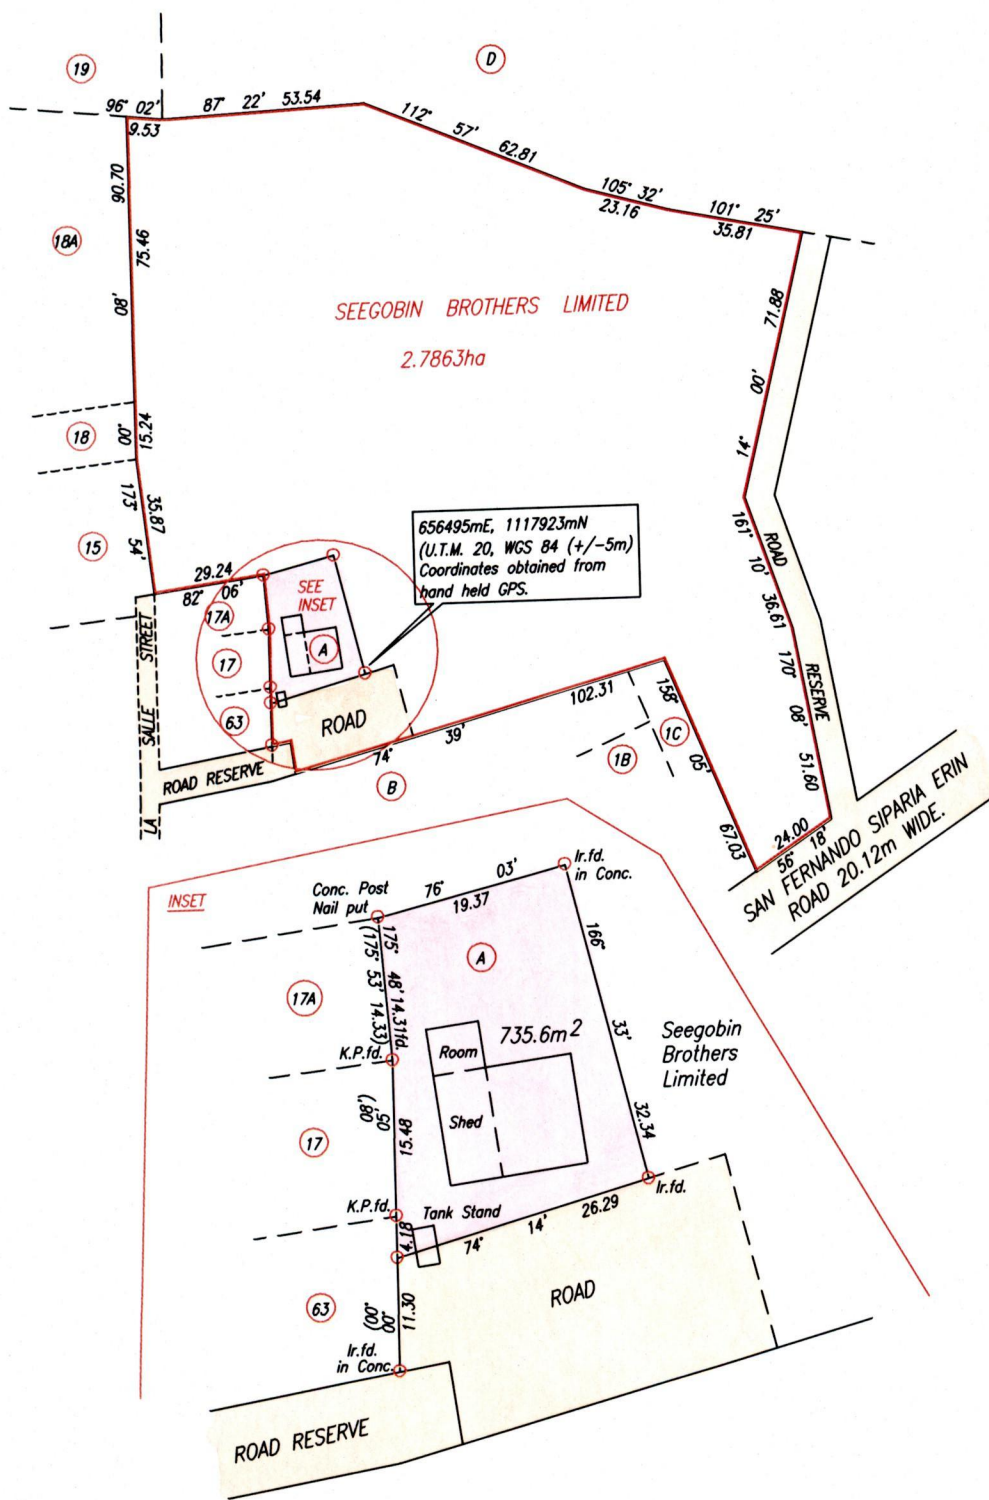 19
D
96° 02'
9.53
87° 22' 53.54
112° 57' 62.81
105° 32'
23.16
101° 25'
35.81
90.70
75.46
08'
18A
SEEGOBIN BROTHERS LIMITED
2.7863ha
71.88
00'
14°
18
00°
15.24
173°
35.87
54'
15
656495mE, 1117923mN
(U.T.M. 20, WGS 84 (+/-5m)
Coordinates obtained from
hand held GPS.
161° 10' 36.61
ROAD
RESERVE
170° 08' 51.60
29.24
82° 06'
SEE
INSET
17A
A
17
63
ROAD
LA SALLE STREET
ROAD RESERVE
74° 39' 102.31
B
1B
1C
158° 05' 67.03
24.00
56° 18'
SAN FERNANDO SIPARIA ERIN
ROAD 20.12m WIDE.
INSET
Conc. Post
Nail put
76° 03'
19.37
Ir.fd.
in Conc.
175° 48' 14.31fd.
(175° 53' 14.33)
A
166° 33' 32.34
17A
735.6m2
Room
Seegobin
Brothers
Limited
K.P.fd.
Shed
17
.50'
(.80')
15.48
K.P.fd.
Tank Stand
4.18
74° 14' 26.29
Ir.fd.
63
ROAD
00°
(00°)
11.30
Ir.fd.
in Conc.
ROAD RESERVE